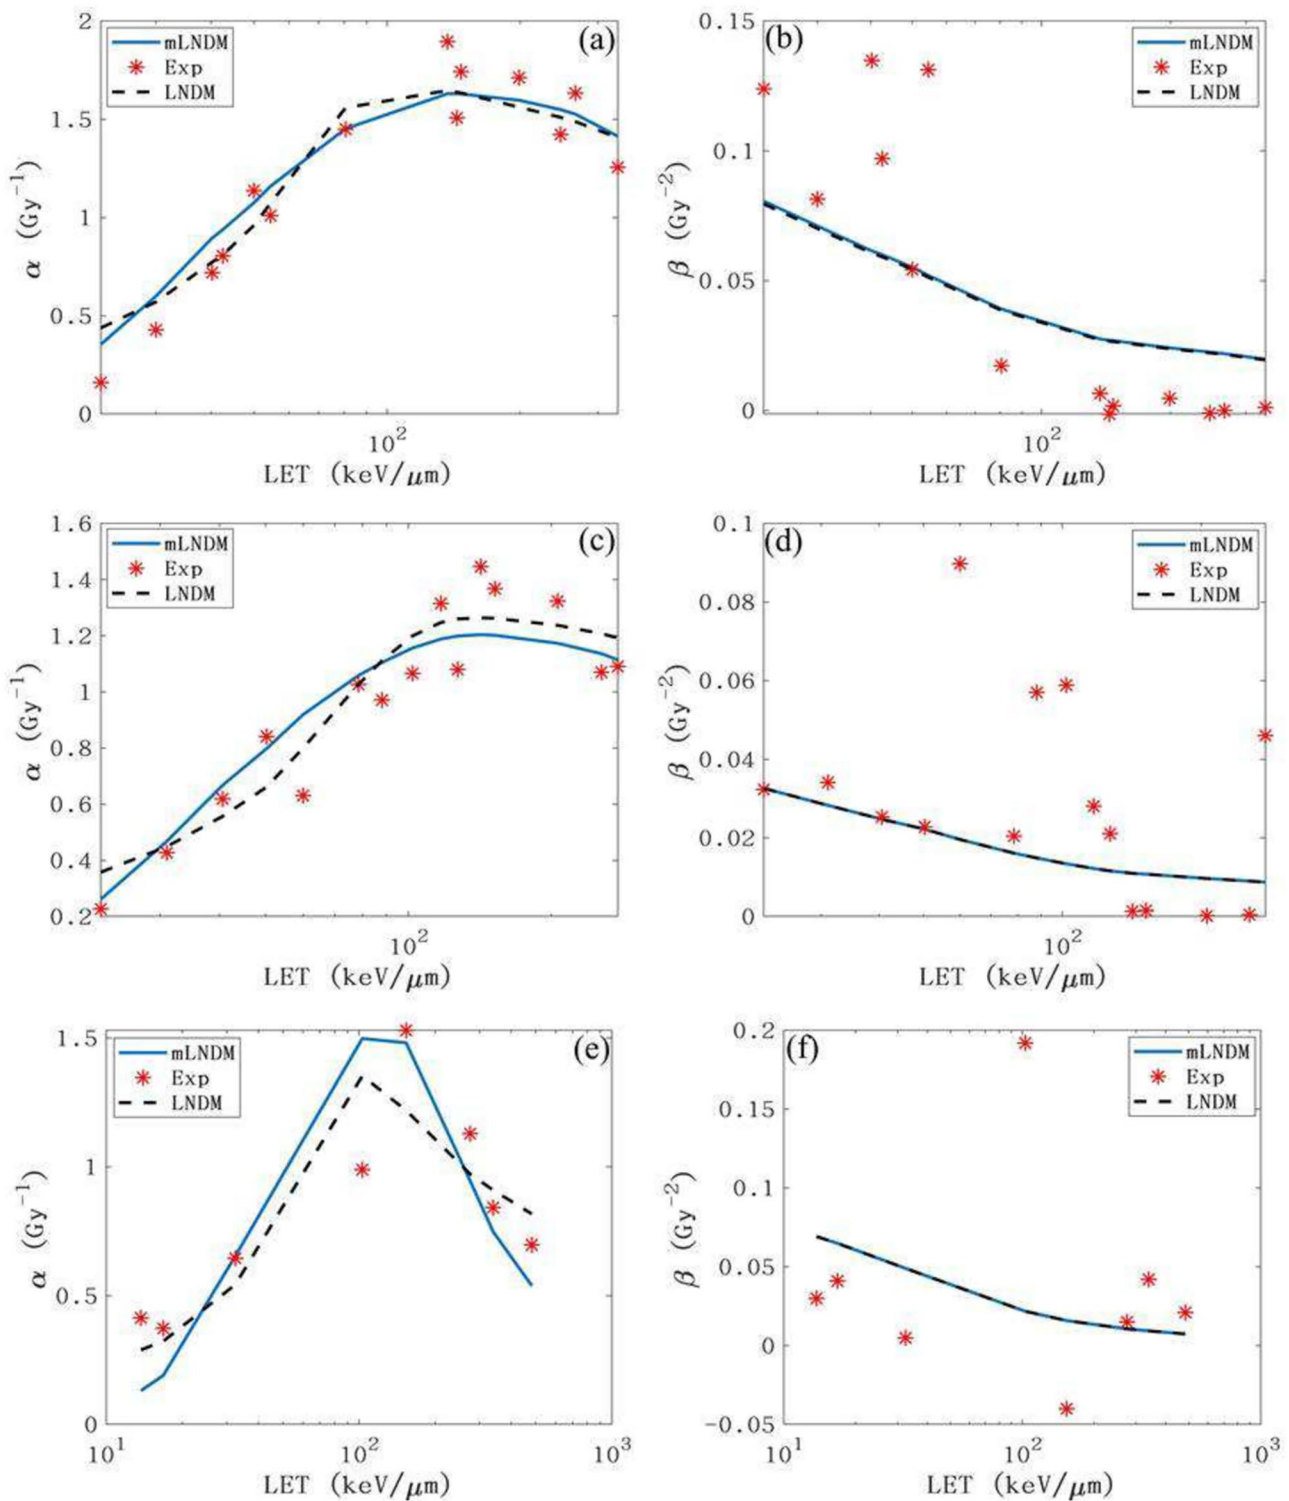 (a)
mLNDM
Exp
LNDM
2
1.5
1
0.5
0
α (Gy⁻¹)
10²
LET (keV/μm)
(b)
mLNDM
Exp
LNDM
0.15
0.1
0.05
0
β (Gy⁻²)
10²
LET (keV/μm)
(c)
mLNDM
Exp
LNDM
1.6
1.4
1.2
1
0.8
0.6
0.4
0.2
α (Gy⁻¹)
10²
LET (keV/μm)
(d)
mLNDM
Exp
LNDM
0.1
0.08
0.06
0.04
0.02
0
β (Gy⁻²)
10²
LET (keV/μm)
(e)
mLNDM
Exp
LNDM
1.5
1
0.5
0
α (Gy⁻¹)
10¹ 10² 10³
LET (keV/μm)
(f)
mLNDM
Exp
LNDM
0.2
0.15
0.1
0.05
0
-0.05
β (Gy⁻²)
10¹ 10² 10³
LET (keV/μm)